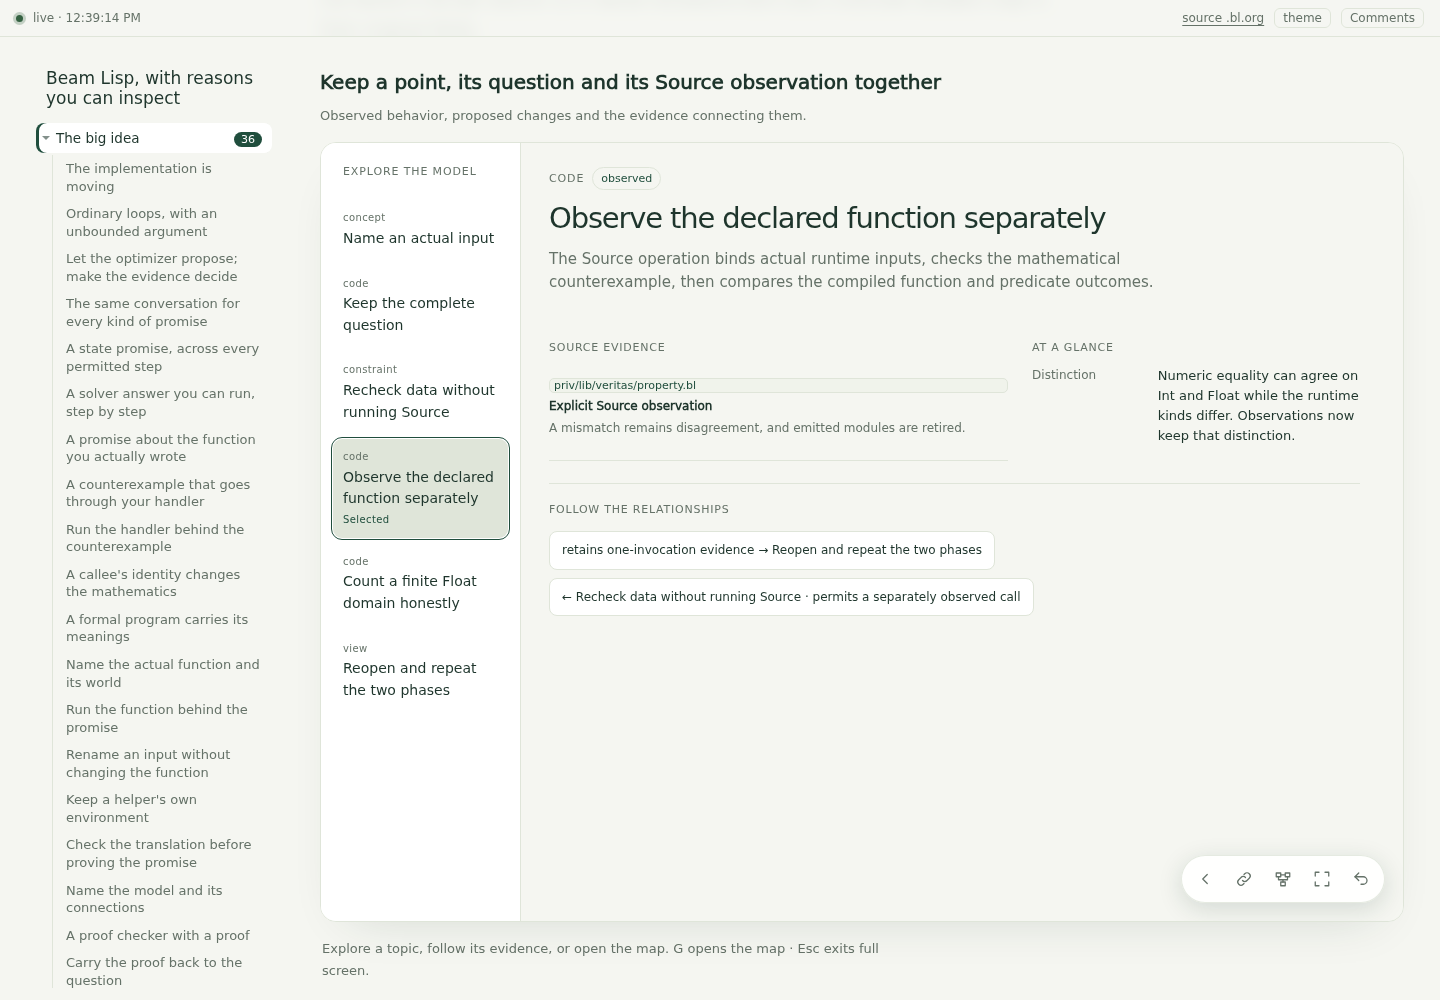 live · 12:39:14 PM
source .bl.org
theme
Comments
Beam Lisp, with reasons
you can inspect
The big idea
36
The implementation is
moving
Ordinary loops, with an
unbounded argument
Let the optimizer propose;
make the evidence decide
The same conversation for
every kind of promise
A state promise, across every
permitted step
A solver answer you can run,
step by step
A promise about the function
you actually wrote
A counterexample that goes
through your handler
Run the handler behind the
counterexample
A callee's identity changes
the mathematics
A formal program carries its
meanings
Name the actual function and
its world
Run the function behind the
promise
Rename an input without
changing the function
Keep a helper's own
environment
Check the translation before
proving the promise
Name the model and its
connections
A proof checker with a proof
Carry the proof back to the
question
Keep a point, its question and its Source observation together
Observed behavior, proposed changes and the evidence connecting them.
EXPLORE THE MODEL
concept
Name an actual input
code
Keep the complete
question
constraint
Recheck data without
running Source
code
Observe the declared
function separately
Selected
code
Count a finite Float
domain honestly
view
Reopen and repeat
the two phases
CODE
observed
Observe the declared function separately
The Source operation binds actual runtime inputs, checks the mathematical
counterexample, then compares the compiled function and predicate outcomes.
SOURCE EVIDENCE
priv/lib/veritas/property.bl
Explicit Source observation
A mismatch remains disagreement, and emitted modules are retired.
AT A GLANCE
Distinction
Numeric equality can agree on
Int and Float while the runtime
kinds differ. Observations now
keep that distinction.
FOLLOW THE RELATIONSHIPS
retains one-invocation evidence → Reopen and repeat the two phases
← Recheck data without running Source · permits a separately observed call
Explore a topic, follow its evidence, or open the map. G opens the map · Esc exits full
screen.